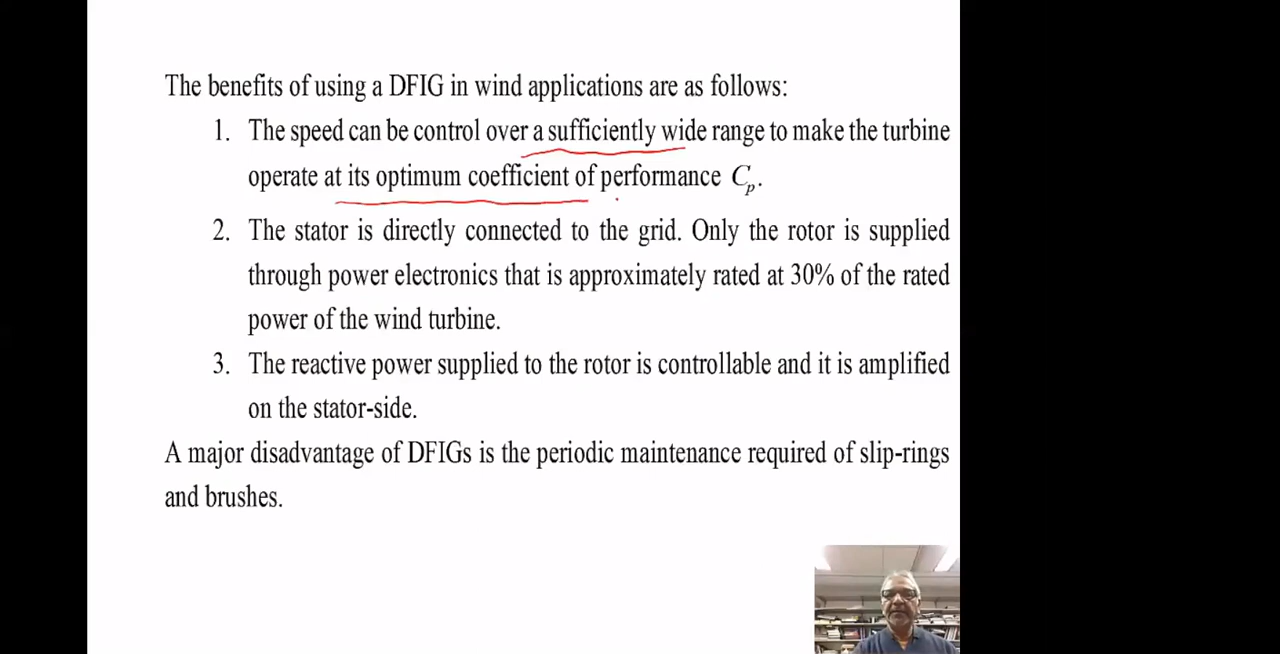 The benefits of using a DFIG in wind applications are as follows:
1. The speed can be control over a sufficiently wide range to make the turbine
operate at its optimum coefficient of performance Cp.
2. The stator is directly connected to the grid. Only the rotor is supplied
through power electronics that is approximately rated at 30% of the rated
power of the wind turbine.
3. The reactive power supplied to the rotor is controllable and it is amplified
on the stator-side.
A major disadvantage of DFIGs is the periodic maintenance required of slip-rings
and brushes.